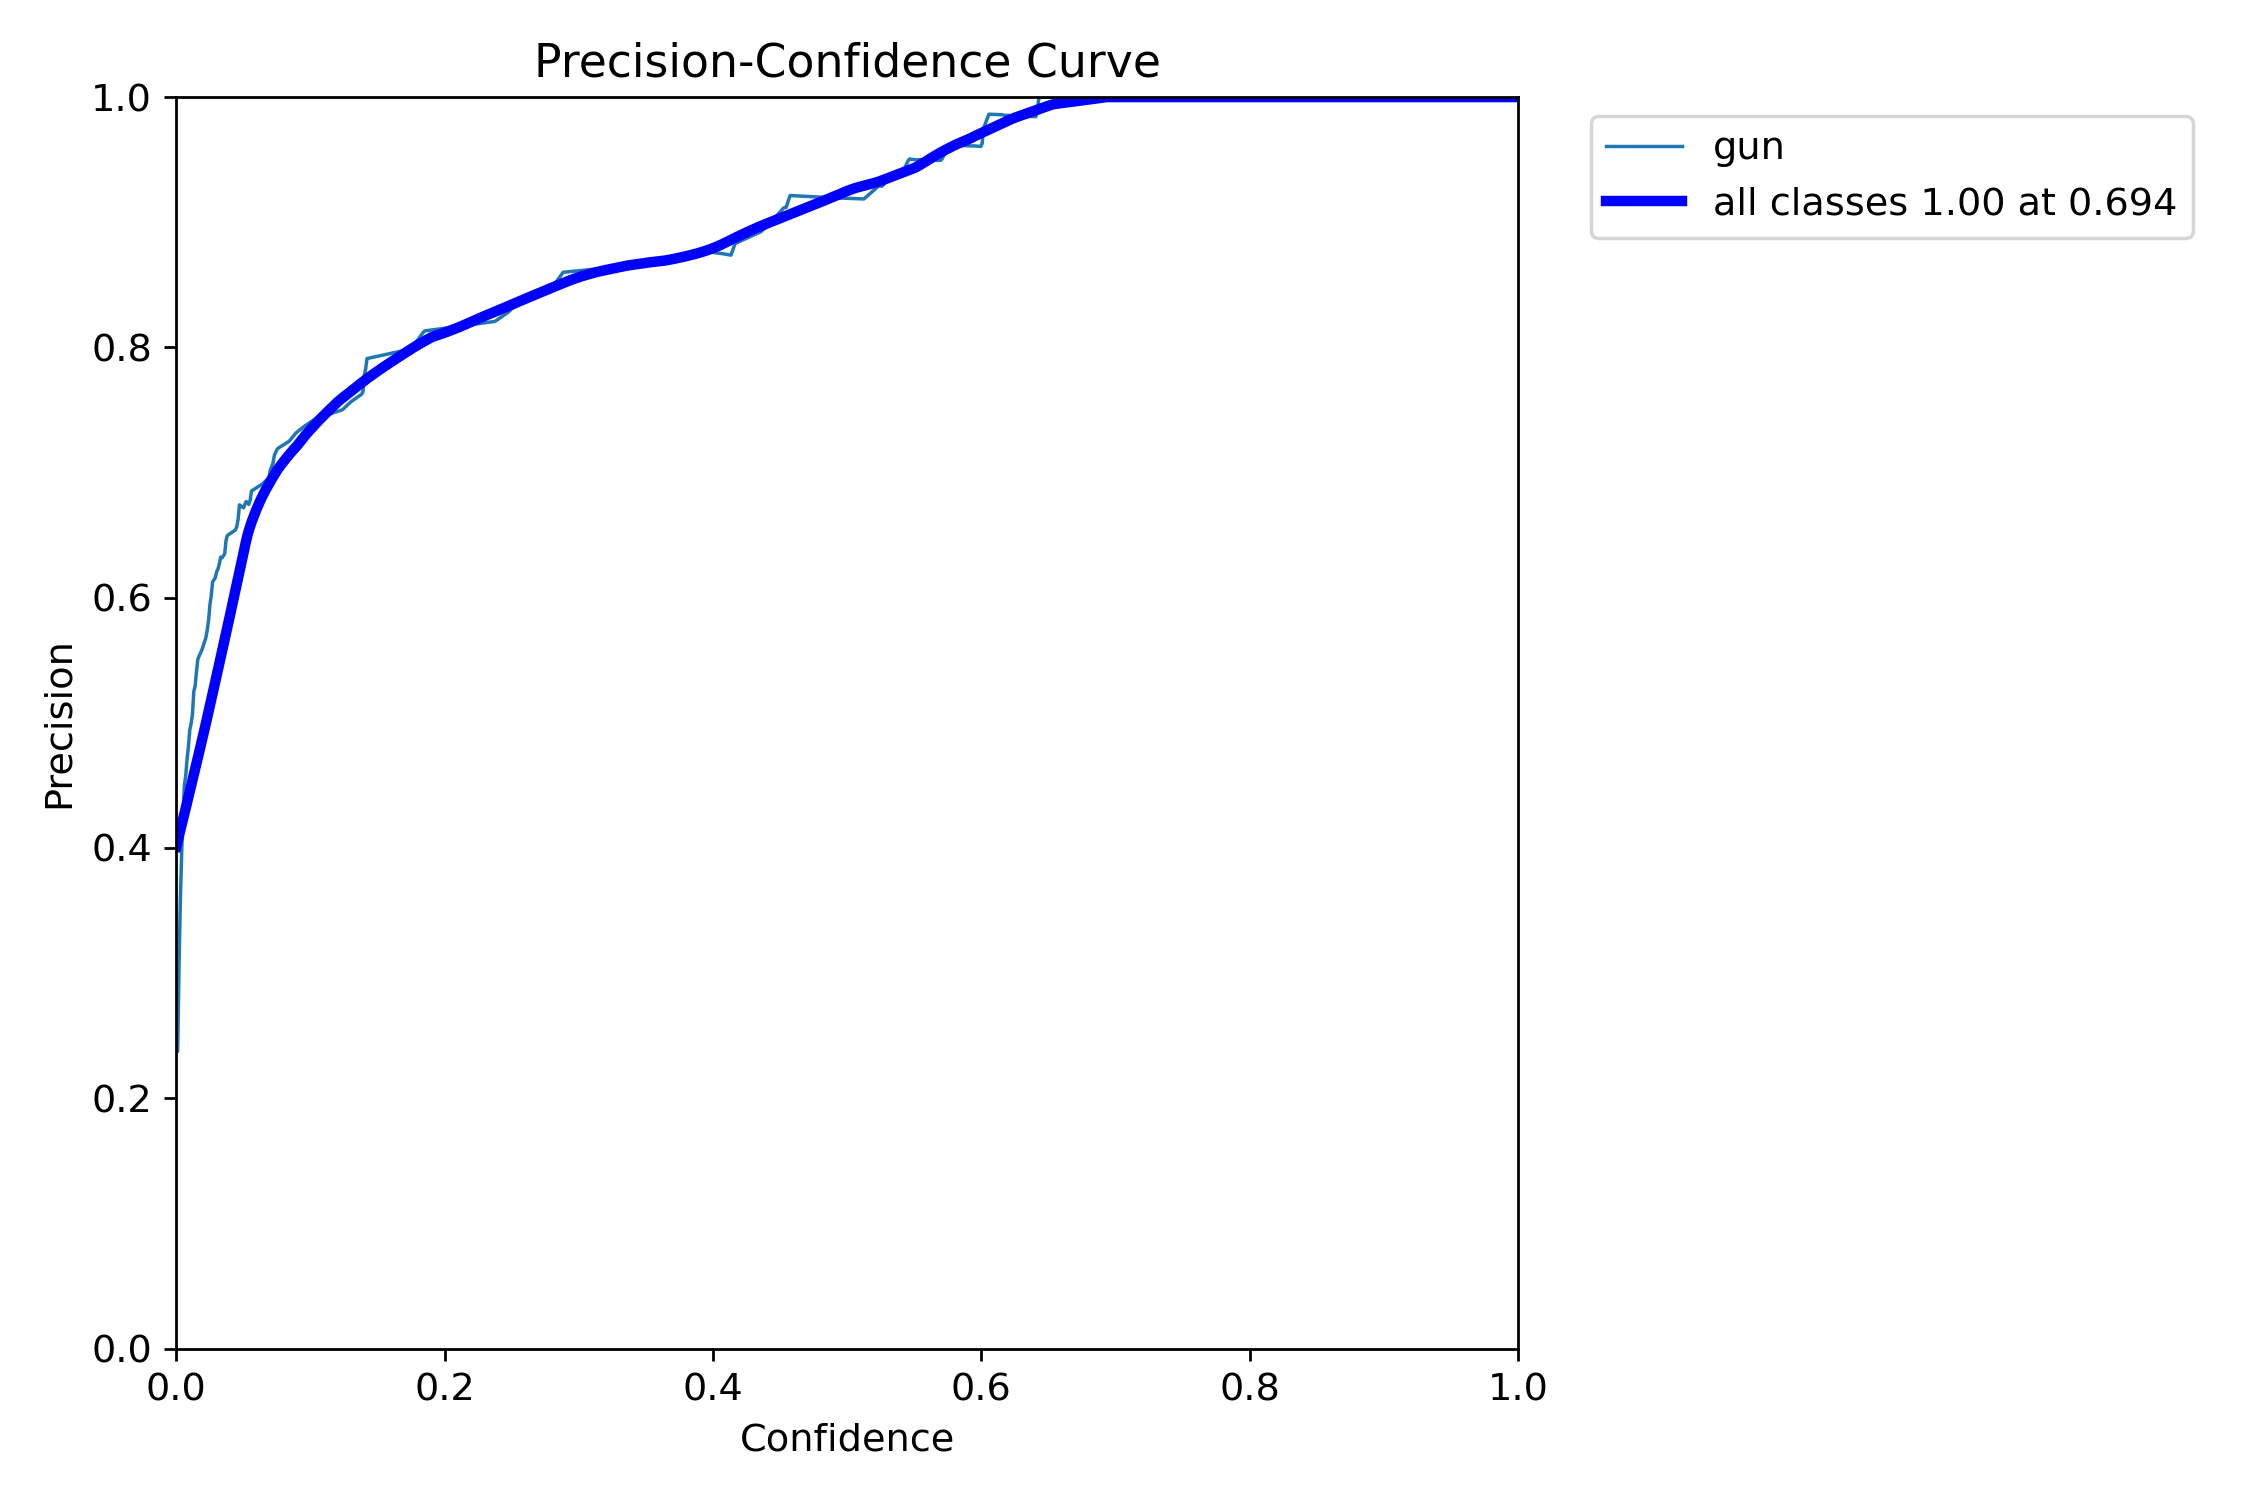 Precision-Confidence Curve
1.0
0.8
0.6
0.4
0.2
0.0
Precision
0.0 0.2 0.4 0.6 0.8 1.0
Confidence
gun
all classes 1.00 at 0.694